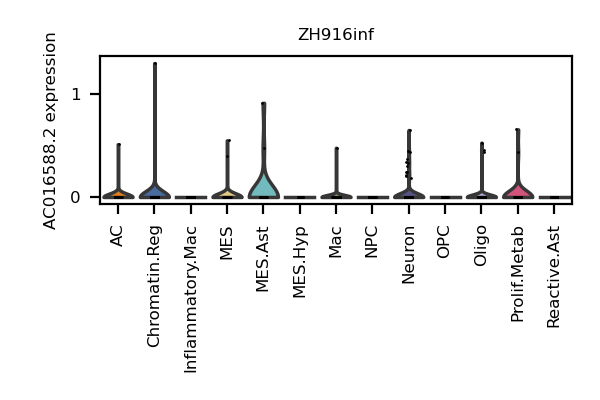 ZH916inf
AC016588.2 expression
1
0
AC
Chromatin.Reg
Inflammatory.Mac
MES
MES.Ast
MES.Hyp
Mac
NPC
Neuron
OPC
Oligo
Prolif.Metab
Reactive.Ast